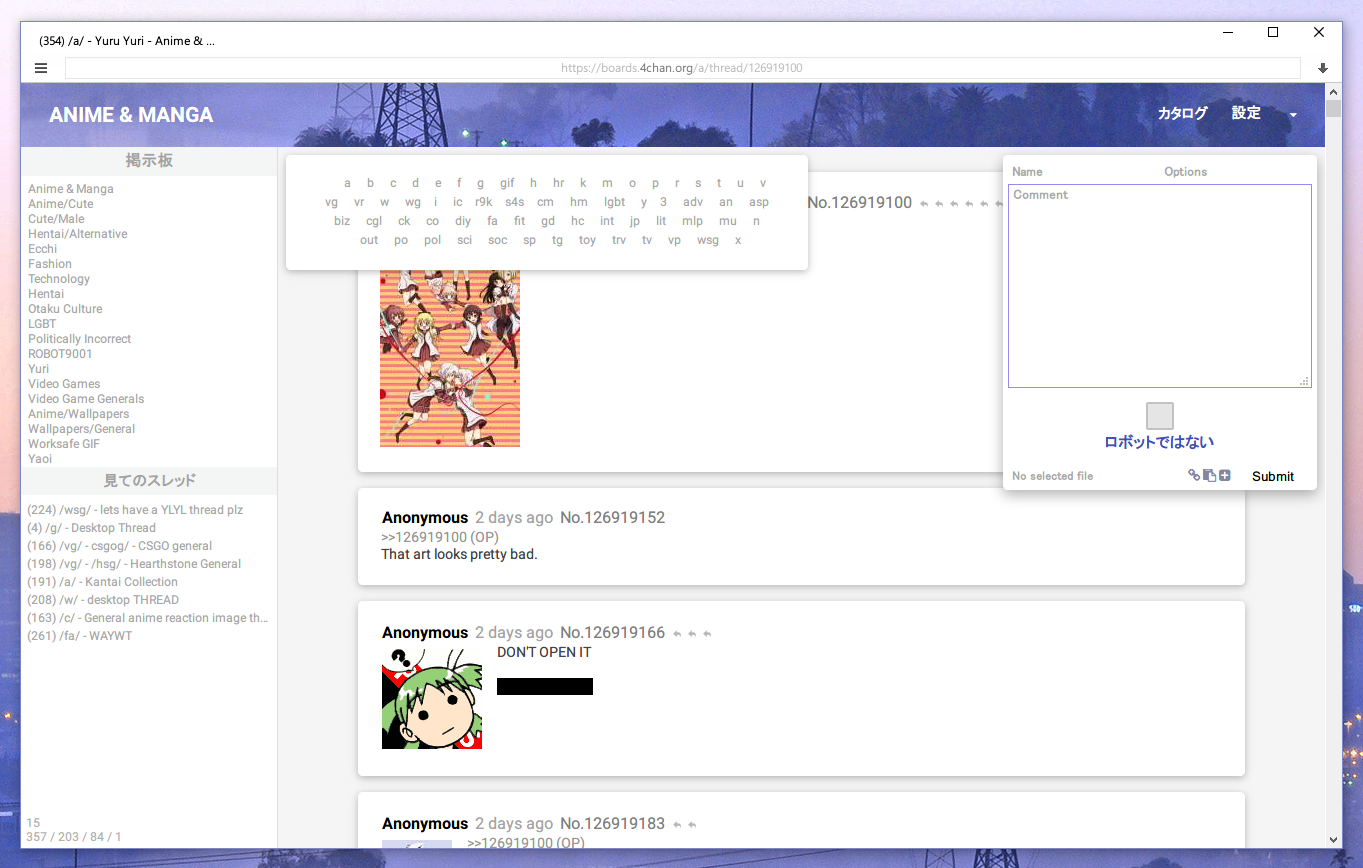 (354) /a/ - Yuru Yuri - Anime & ...
https://boards.4chan.org/a/thread/126919100
ANIME & MANGA
カタログ 設定
掲示板
Anime & Manga
Anime/Cute
Cute/Male
Hentai/Alternative
Ecchi
Fashion
Technology
Hentai
Otaku Culture
LGBT
Politically Incorrect
ROBOT9001
Yuri
Video Games
Video Game Generals
Anime/Wallpapers
Wallpapers/General
Worksafe GIF
Yaoi
見てのスレッド
(224) /wsg/ - lets have a YLYL thread plz
(4) /g/ - Desktop Thread
(166) /vg/ - csgog/ - CSGO general
(198) /vg/ - /hsg/ - Hearthstone General
(191) /a/ - Kantai Collection
(208) /w/ - desktop THREAD
(163) /c/ - General anime reaction image th...
(261) /fa/ - WAYWT
15
357 / 203 / 84 / 1
a b c d e f g gif h hr k m o p r s t u v
vg vr w wg i ic r9k s4s cm hm lgbt y 3 adv an asp
biz cgl ck co diy fa fit gd hc int jp lit mlp mu n
out po pol sci soc sp tg toy trv tv vp wsg x
No.126919100
Name Options
Comment
ロボットではない
No selected file Submit
Anonymous 2 days ago No.126919152
>>126919100 (OP)
That art looks pretty bad.
Anonymous 2 days ago No.126919166
DON'T OPEN IT
?.
Anonymous 2 days ago No.126919183
>>126919100 (OP)